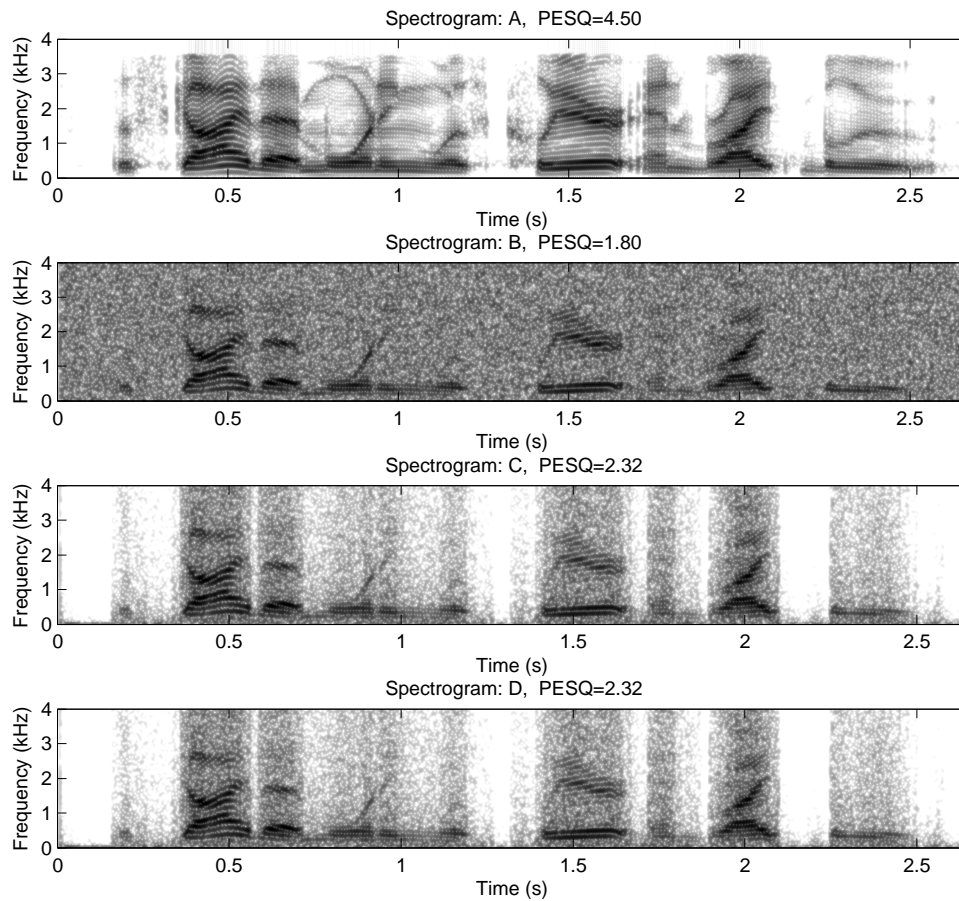 Spectrogram: A, PESQ=4.50
Frequency (kHz)
4
3
2
1
0
0 0.5 1 1.5 2 2.5
Time (s)
Spectrogram: B, PESQ=1.80
Frequency (kHz)
4
3
2
1
0
0 0.5 1 1.5 2 2.5
Time (s)
Spectrogram: C, PESQ=2.32
Frequency (kHz)
4
3
2
1
0
0 0.5 1 1.5 2 2.5
Time (s)
Spectrogram: D, PESQ=2.32
Frequency (kHz)
4
3
2
1
0
0 0.5 1 1.5 2 2.5
Time (s)